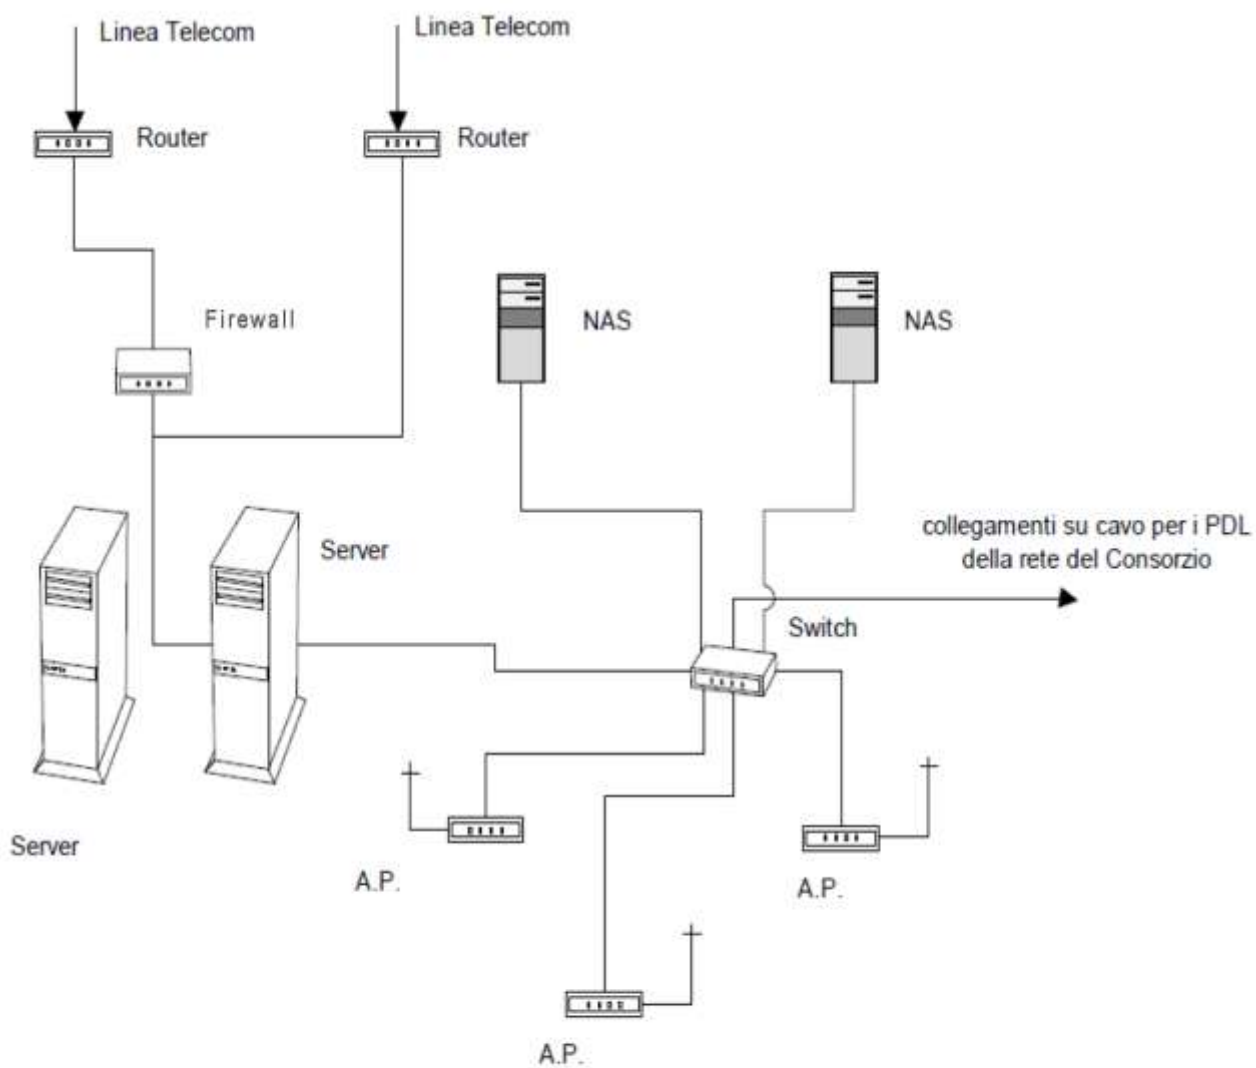 Linea Telecom
Linea Telecom
Router
Router
Firewall
NAS
NAS
collegamenti su cavo per i PDL
della rete del Consorzio
Server
Switch
Server
A.P.
A.P.
A.P.